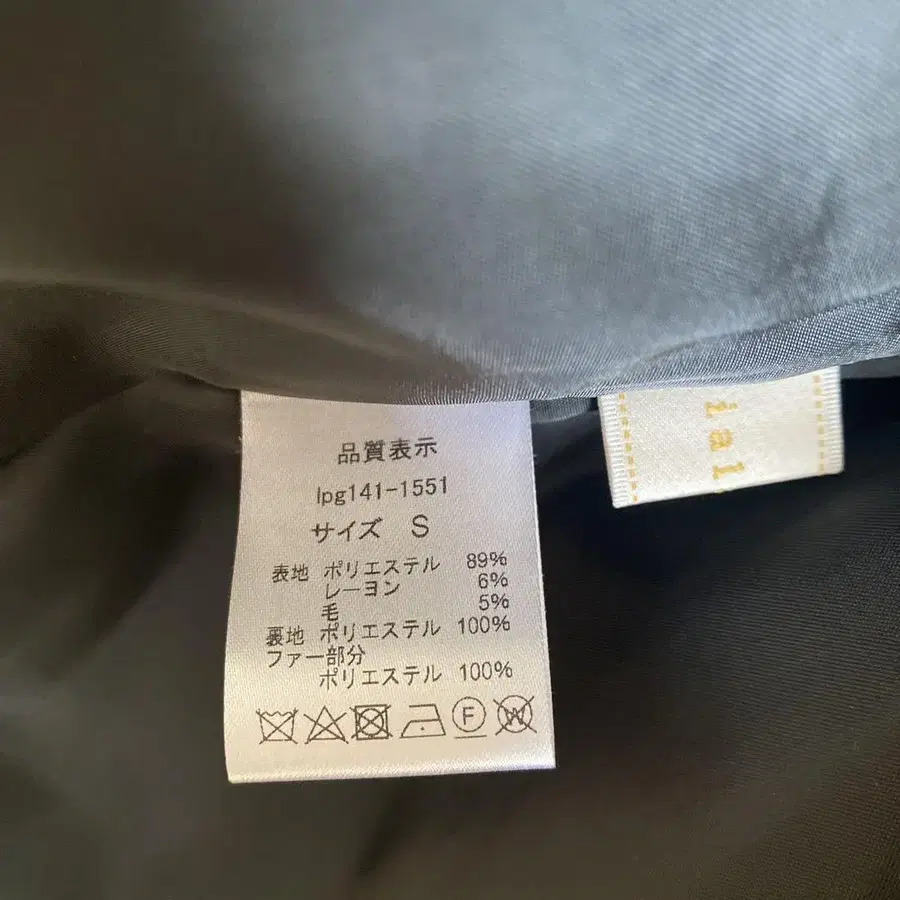 品質表示
lpg141-1551
サイズ S
表地 ポリエステル 89%
レーヨン 6%
毛 5%
裏地 ポリエステル 100%
ファー部分
ポリエステル 100%
F
W
ial